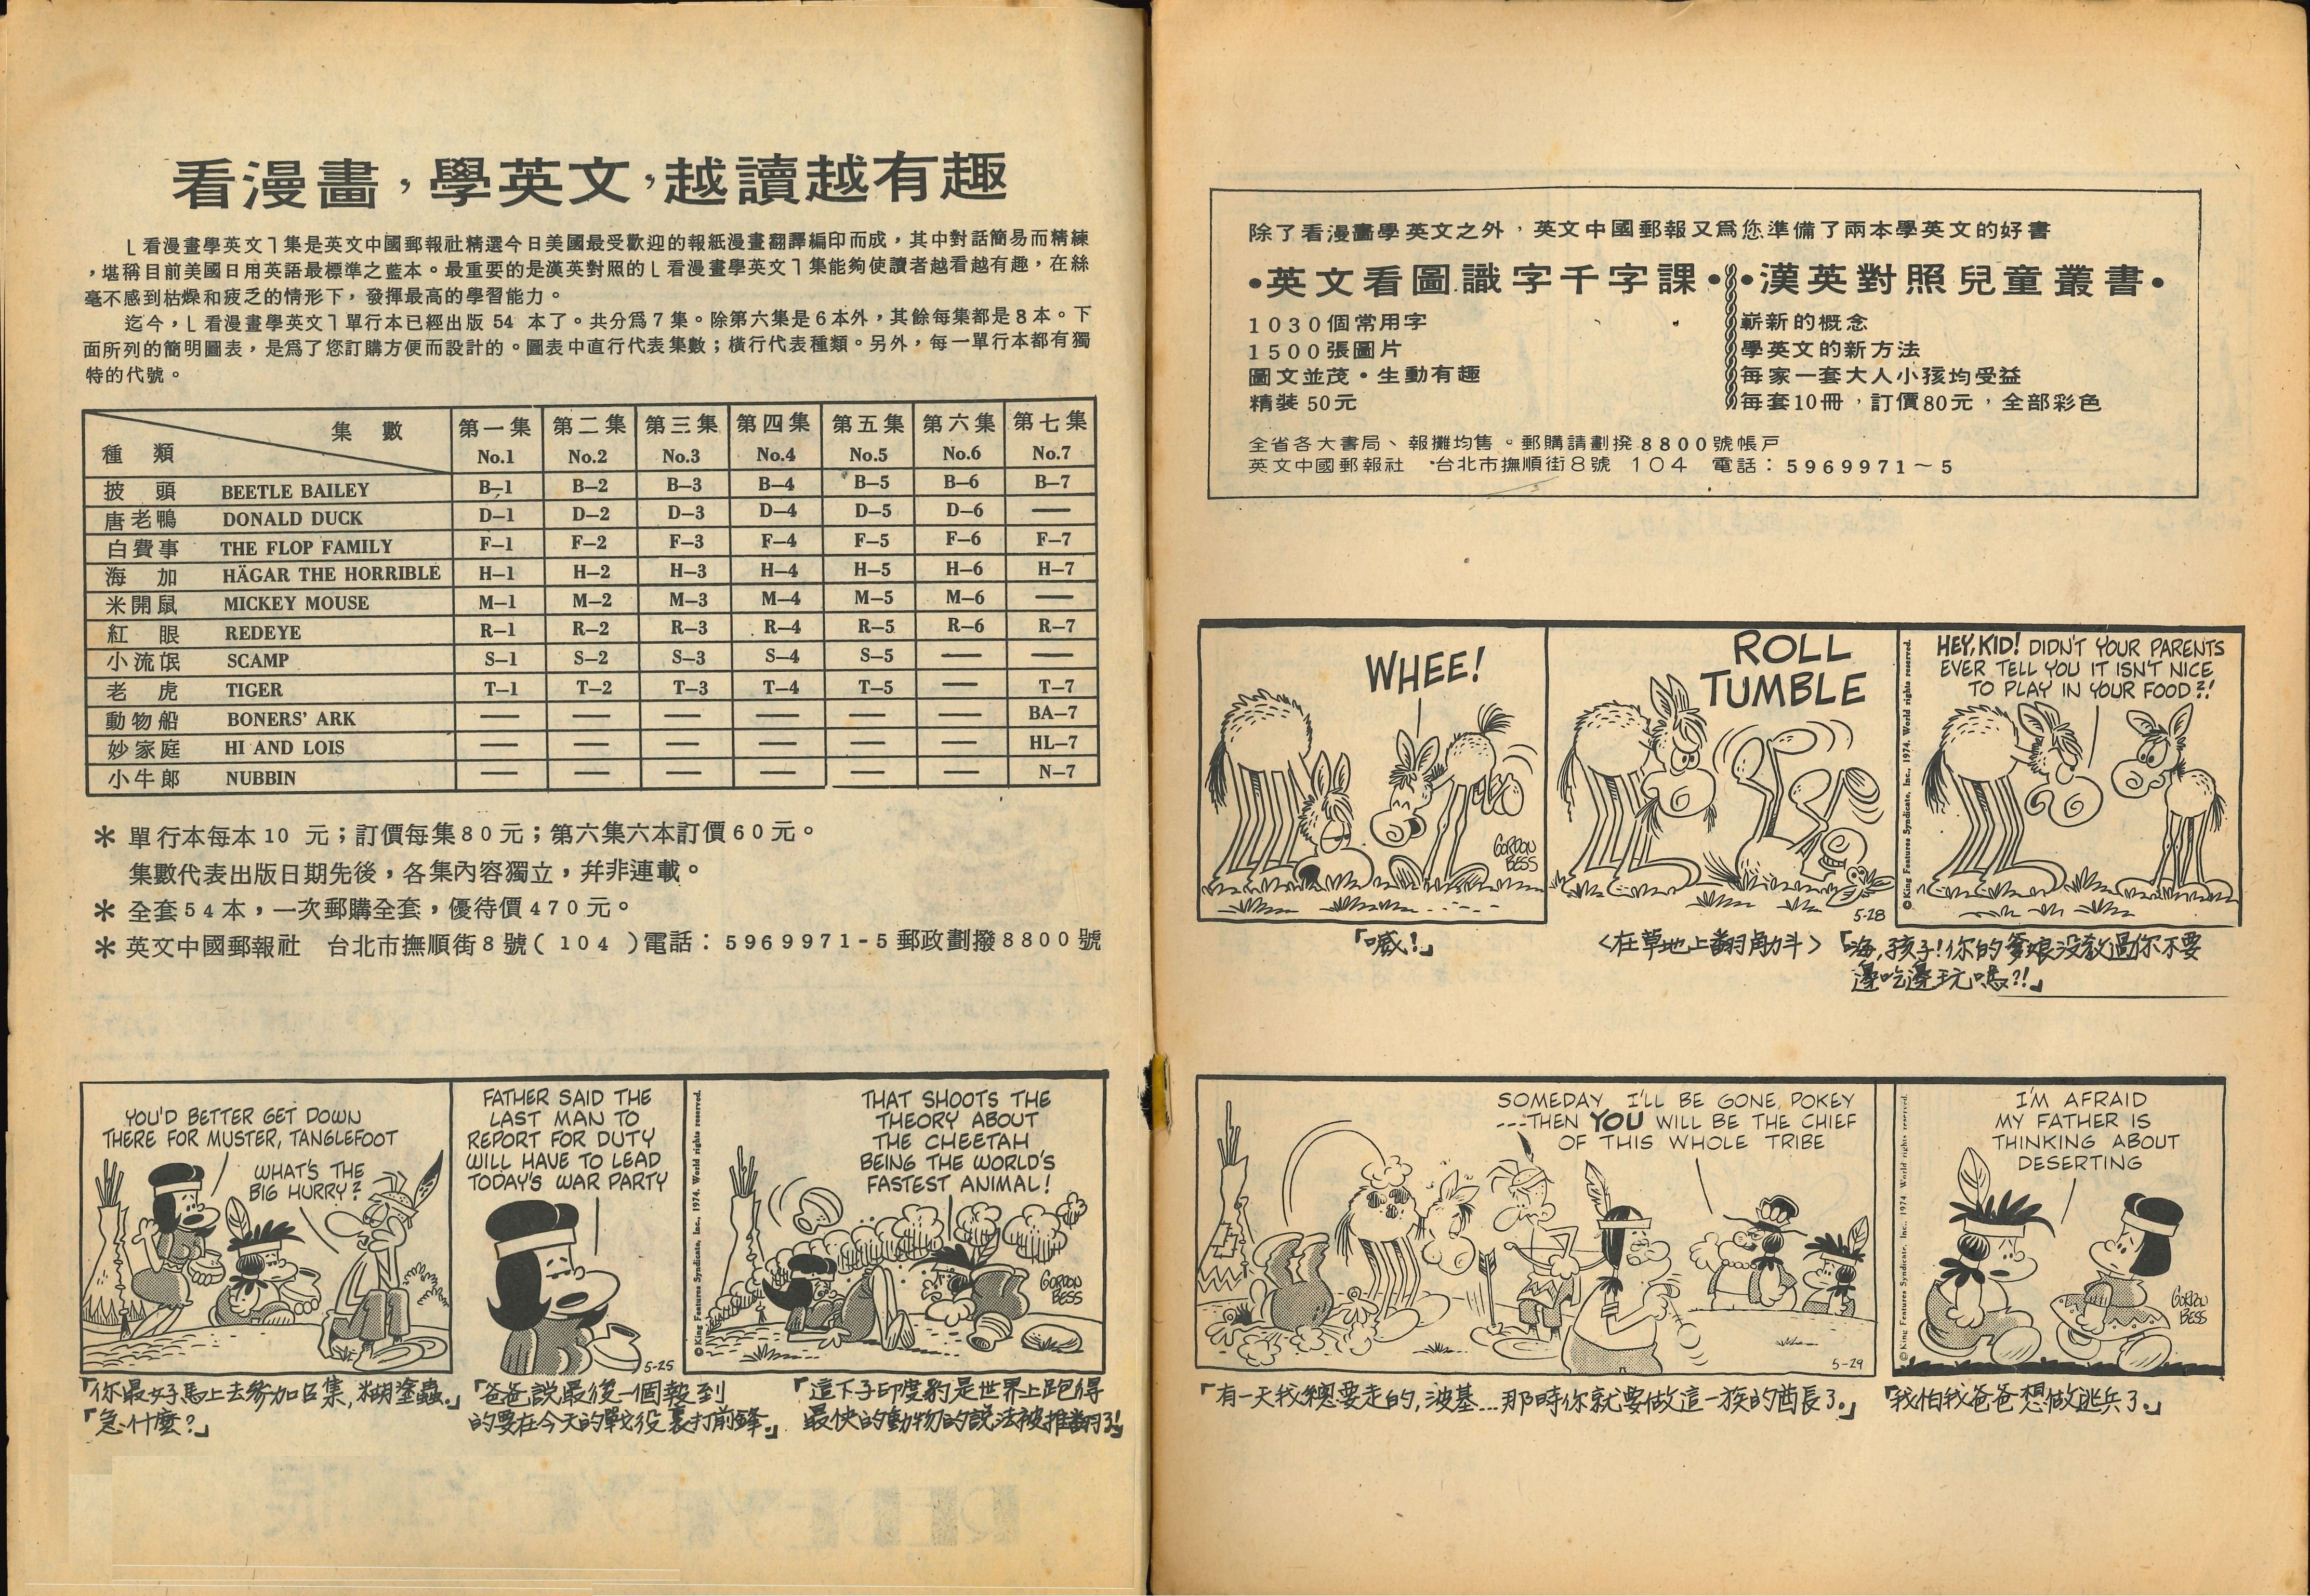 看漫畫，學英文，越讀越有趣
「看漫畫學英文」集是英文中國郵報社精選今日美國最受歡迎的報紙漫畫翻譯編印而成，其中對話簡易而精練
，堪稱目前美國日用英語最標準之藍本。最重要的是漢英對照的「看漫畫學英文」集能夠使讀者越看越有趣，在絲
毫不感到枯燥和疲乏的情形下，發揮最高的學習能力。
迄今，「看漫畫學英文」單行本已經出版 54 本了。共分爲7集。除第六集是6本外，其餘每集都是8本。下
面所列的簡明圖表，是爲了您訂購方便而設計的。圖表中直行代表集數；橫行代表種類。另外，每一單行本都有獨
特的代號。
集數 第一集 第二集 第三集 第四集 第五集 第六集 第七集
種類 No.1 No.2 No.3 No.4 No.5 No.6 No.7
披頭 BEETLE BAILEY B—1 B—2 B—3 B—4 B—5 B—6 B—7
唐老鴨 DONALD DUCK D—1 D—2 D—3 D—4 D—5 D—6 —
白費事 THE FLOP FAMILY F—1 F—2 F—3 F—4 F—5 F—6 F—7
海加 HÄGAR THE HORRIBLE H—1 H—2 H—3 H—4 H—5 H—6 H—7
米開鼠 MICKEY MOUSE M—1 M—2 M—3 M—4 M—5 M—6 —
紅眼 REDEYE R—1 R—2 R—3 R—4 R—5 R—6 R—7
小流氓 SCAMP S—1 S—2 S—3 S—4 S—5 — —
老虎 TIGER T—1 T—2 T—3 T—4 T—5 — T—7
動物船 BONERS' ARK — — — — — — BA—7
妙家庭 HI AND LOIS — — — — — — HL—7
小牛郎 NUBBIN — — — — — — N—7
＊ 單行本每本10 元；訂價每集80元；第六集六本訂價60元。
集數代表出版日期先後，各集內容獨立，幷非連載。
＊ 全套54本，一次郵購全套，優待價470元。
＊ 英文中國郵報社 台北市撫順街8號（104）電話：5969971-5郵政劃撥8800號
YOU'D BETTER GET DOWN
THERE FOR MUSTER, TANGLEFOOT
WHAT'S THE
BIG HURRY?
FATHER SAID THE
LAST MAN TO
REPORT FOR DUTY
WILL HAVE TO LEAD
TODAY'S WAR PARTY
5-25
© King Features Syndicate, Inc., 1974. World rights reserved.
THAT SHOOTS THE
THEORY ABOUT
THE CHEETAH
BEING THE WORLD'S
FASTEST ANIMAL!
GORDON
BESS
「你最好馬上去參加召集，糊塗蟲。」
「急什麼？」
「爸爸說最後一個報到
的要在今天的戰役裏打前鋒。」
「這下子印度豹是世界上跑得
最快的動物的說法被推翻了!」
除了看漫畫學英文之外，英文中國郵報又爲您準備了兩本學英文的好書
•英文看圖識字千字課•
1030個常用字
1500張圖片
圖文並茂•生動有趣
精裝 50元
•漢英對照兒童叢書•
嶄新的概念
學英文的新方法
每家一套大人小孩均受益
每套10冊，訂價80元，全部彩色
全省各大書局、報攤均售。郵購請劃撥8800號帳戶
英文中國郵報社 台北市撫順街8號 104 電話：5969971～5
WHEE!
GORDON
BESS
ROLL
TUMBLE
5-28
© King Features Syndicate, Inc., 1974. World rights reserved.
HEY, KID! DIDN'T YOUR PARENTS
EVER TELL YOU IT ISN'T NICE
TO PLAY IN YOUR FOOD?!
「喊！」
〈在草地上翻觔斗〉
「海，孩子！你的爹娘没教過你不要
邊吃邊玩嗎？!」
SOMEDAY I'LL BE GONE, POKEY
---THEN YOU WILL BE THE CHIEF
OF THIS WHOLE TRIBE
5-29
© King Features Syndicate, Inc., 1974. World rights reserved.
I'M AFRAID
MY FATHER IS
THINKING ABOUT
DESERTING
GORDON
BESS
「有一天我總要走的，波基...那時你就要做這一族的酋長了。」
「我怕我爸爸想做逃兵了。」